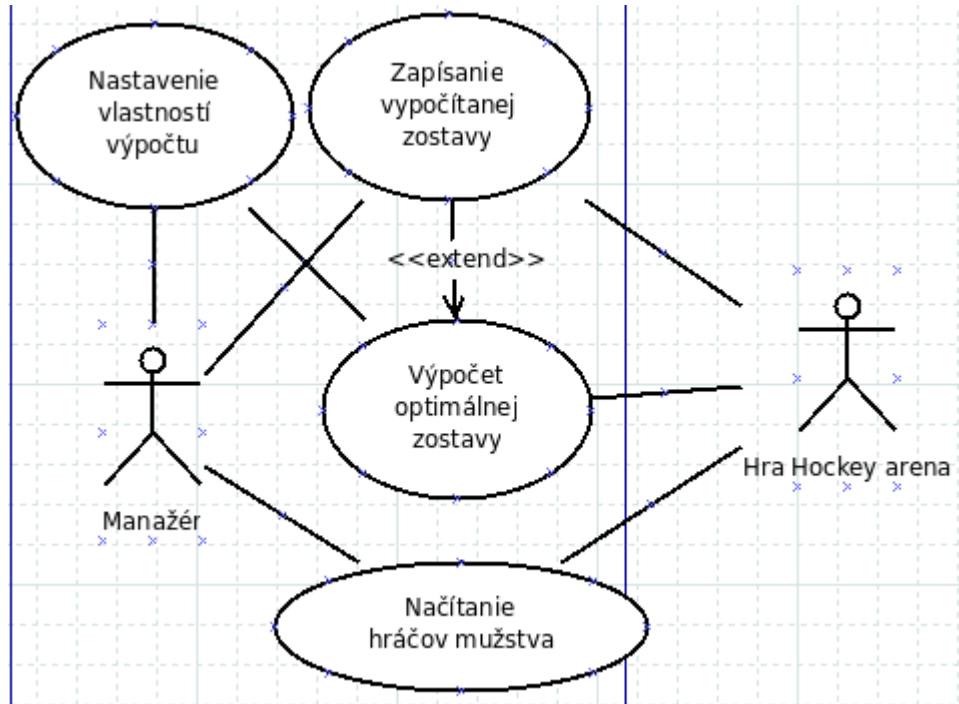 Nastavenie
vlastností
výpočtu
Zapísanie
vypočítanej
zostavy
<<extend>>
Výpočet
optimálnej
zostavy
Hra Hockey arena
Manažér
Načítanie
hráčov mužstva